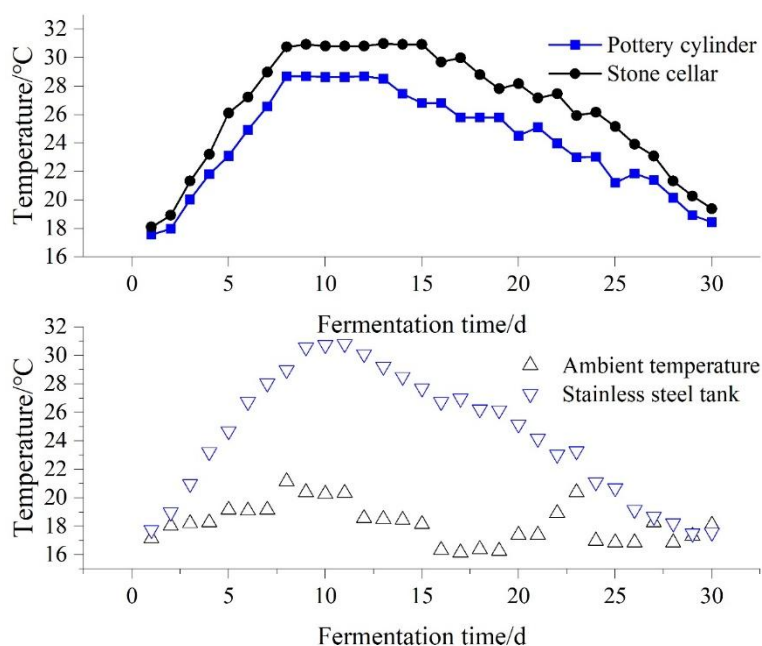 32
30
28
26
24
22
20
18
16
Temperature/°C
Pottery cylinder
Stone cellar
0 5 10 15 20 25 30
Fermentation time/d
32
30
28
26
24
22
20
18
16
Temperature/°C
Ambient temperature
Stainless steel tank
0 5 10 15 20 25 30
Fermentation time/d